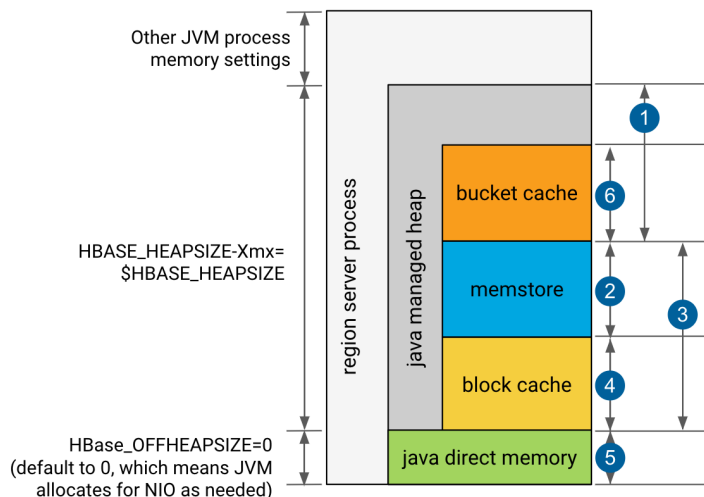 Other JVM process
memory settings
1
bucket cache
6
HBASE_HEAPSIZE-Xmx=
$HBASE_HEAPSIZE
region server process
java managed heap
memstore
2
3
block cache
4
HBase_OFFHEAPSIZE=0
(default to 0, which means JVM
allocates for NIO as needed)
java direct memory
5